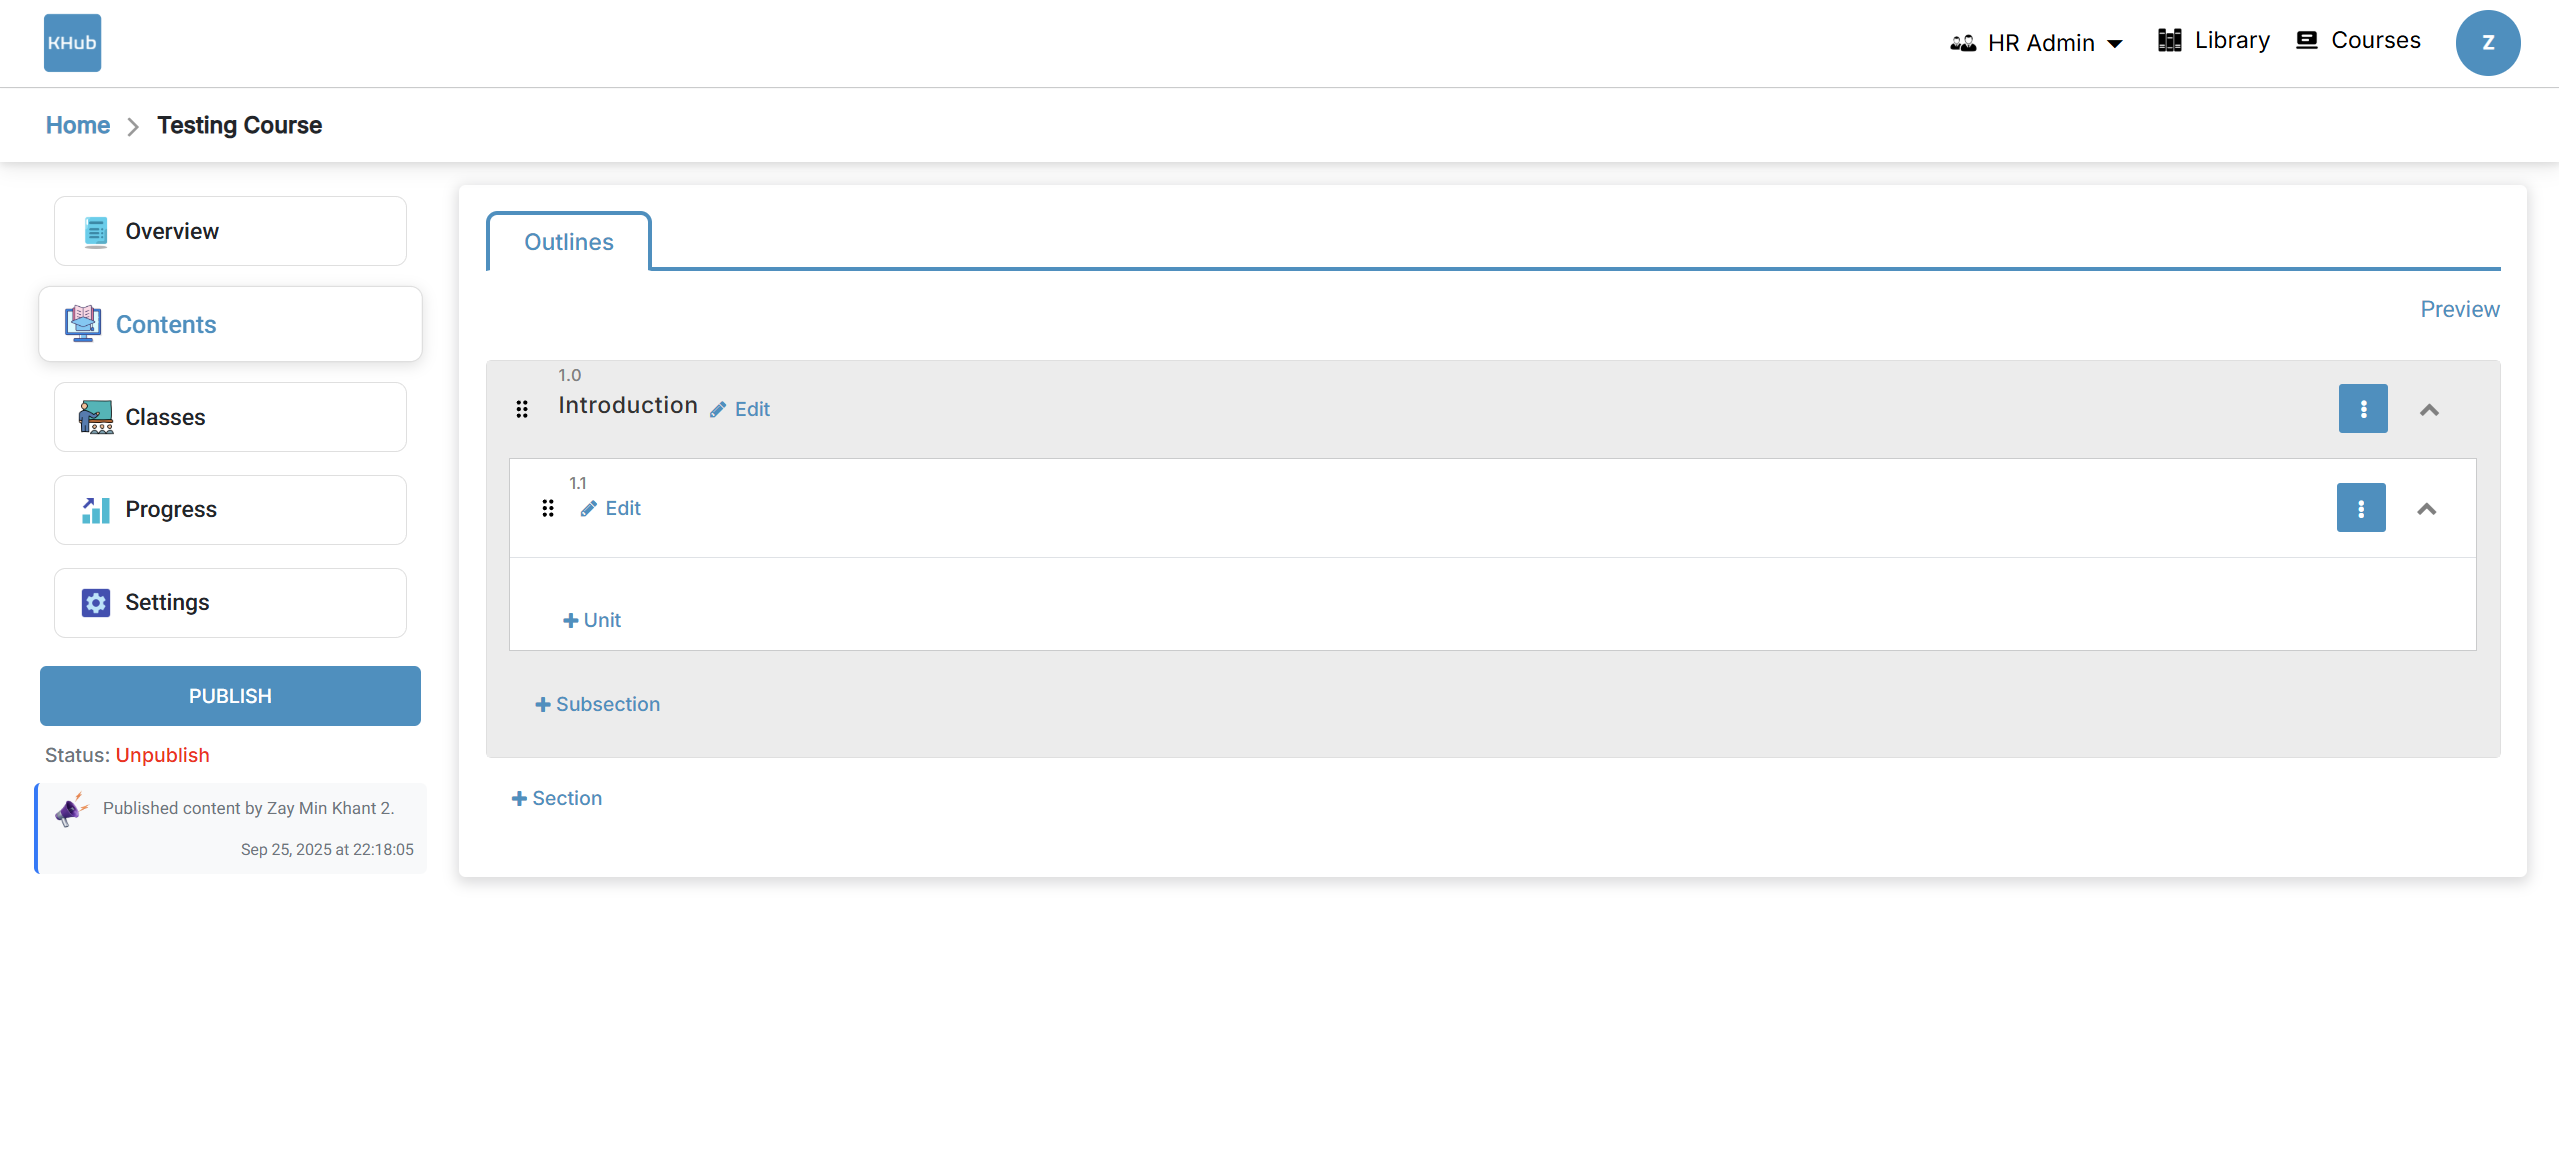 KHub
HR Admin
Library
Courses
Z
Home
Testing Course
Overview
Contents
Classes
Progress
Settings
PUBLISH
Status: Unpublish
Published content by Zay Min Khant 2.
Sep 25, 2025 at 22:18:05
Outlines
Preview
1.0
Introduction
Edit
1.1
Edit
Unit
Subsection
Section